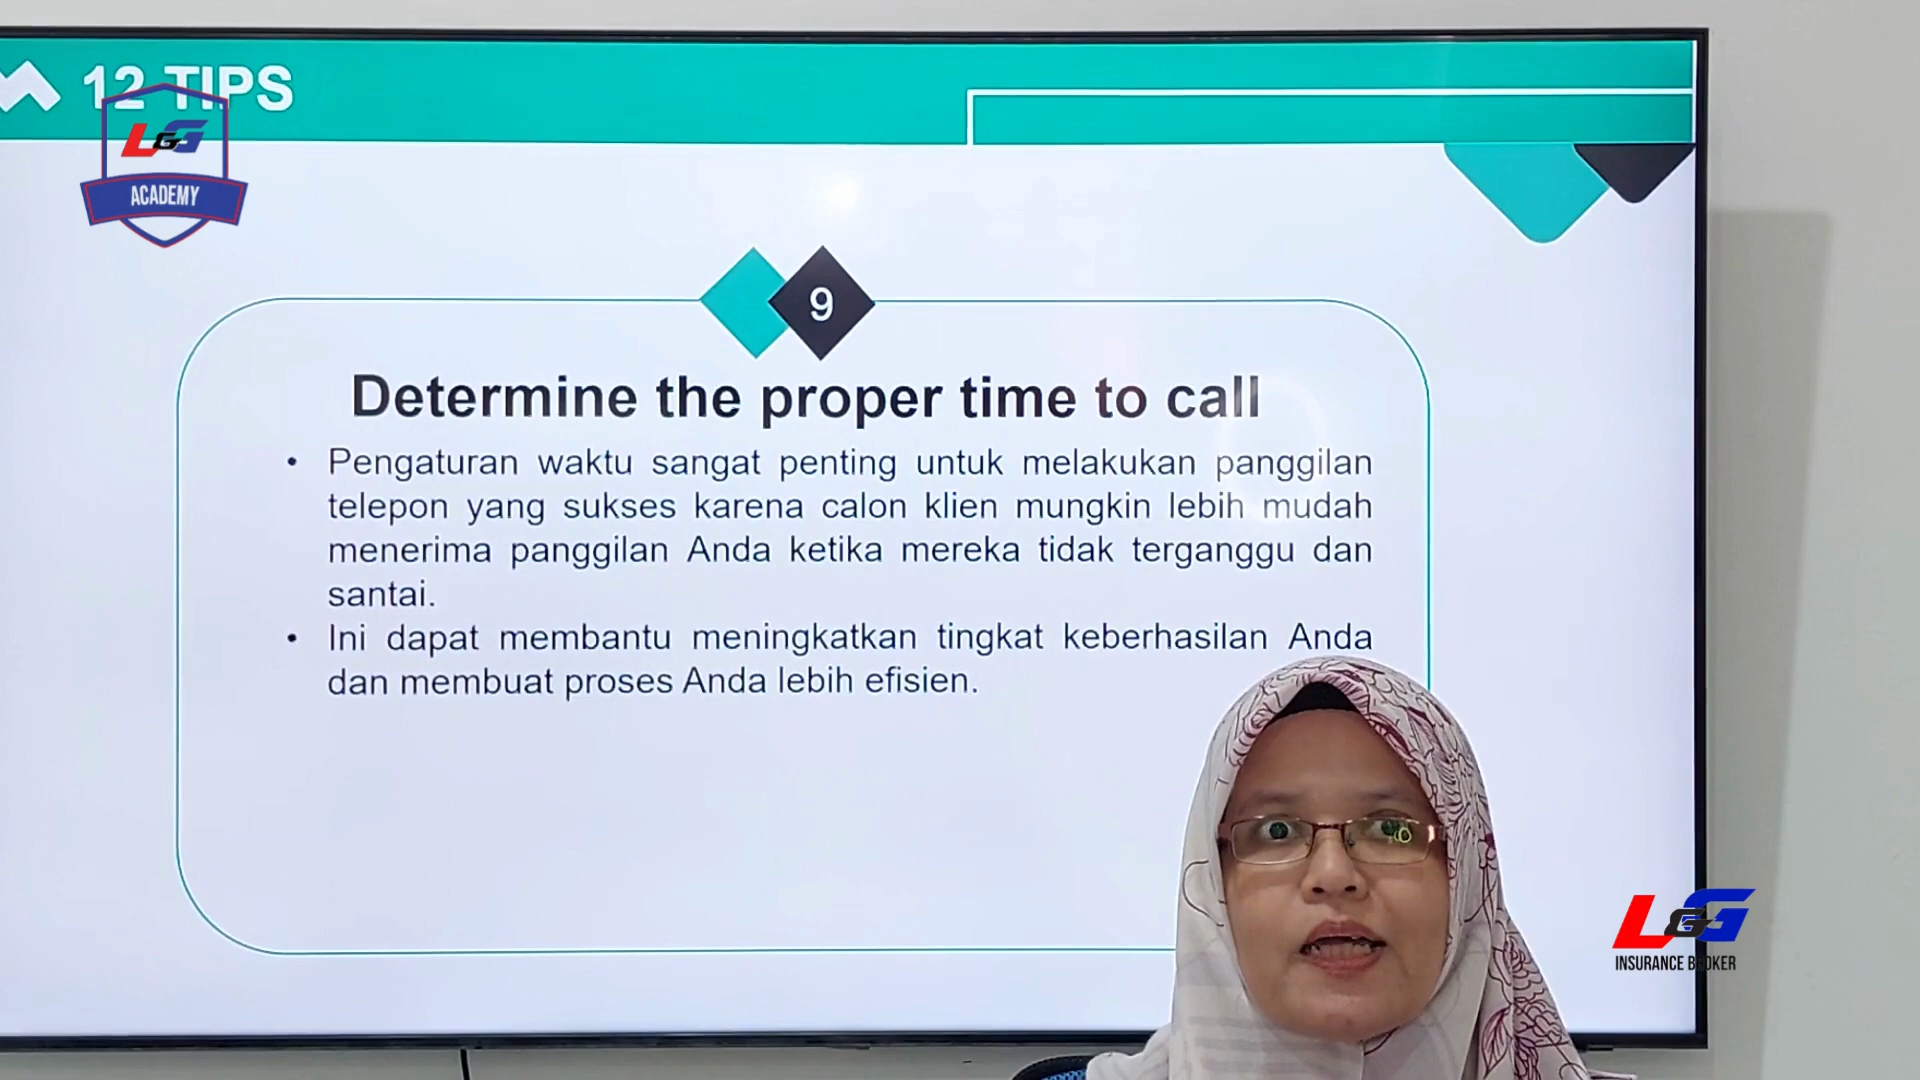 12 TIPS
L&G
ACADEMY
9
Determine the proper time to call
• Pengaturan waktu sangat penting untuk melakukan panggilan
telepon yang sukses karena calon klien mungkin lebih mudah
menerima panggilan Anda ketika mereka tidak terganggu dan
santai.
• Ini dapat membantu meningkatkan tingkat keberhasilan Anda
dan membuat proses Anda lebih efisien.
L&G
INSURANCE BROKER